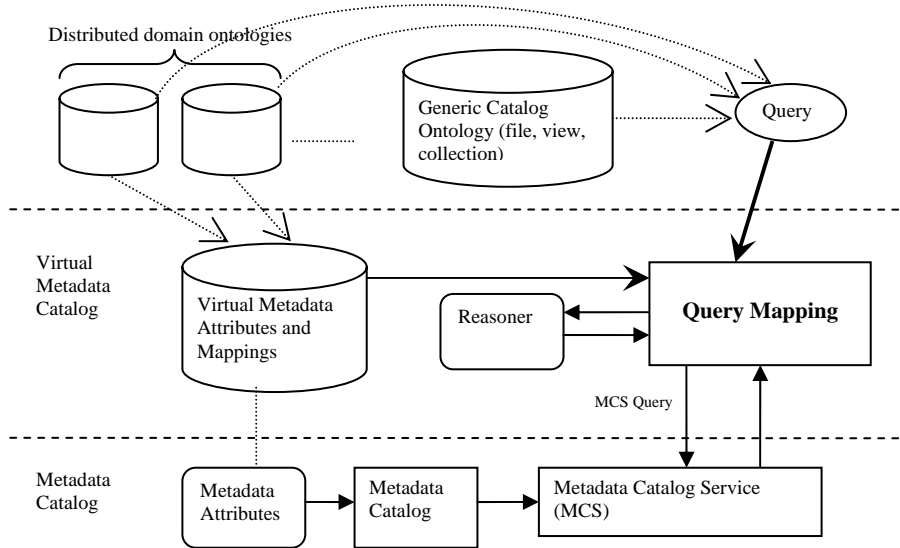 Distributed domain ontologies
Generic Catalog
Ontology (file, view,
collection)
Query
Virtual
Metadata
Catalog
Virtual Metadata
Attributes and
Mappings
Reasoner
Query Mapping
MCS Query
Metadata
Catalog
Metadata
Attributes
Metadata
Catalog
Metadata Catalog Service
(MCS)